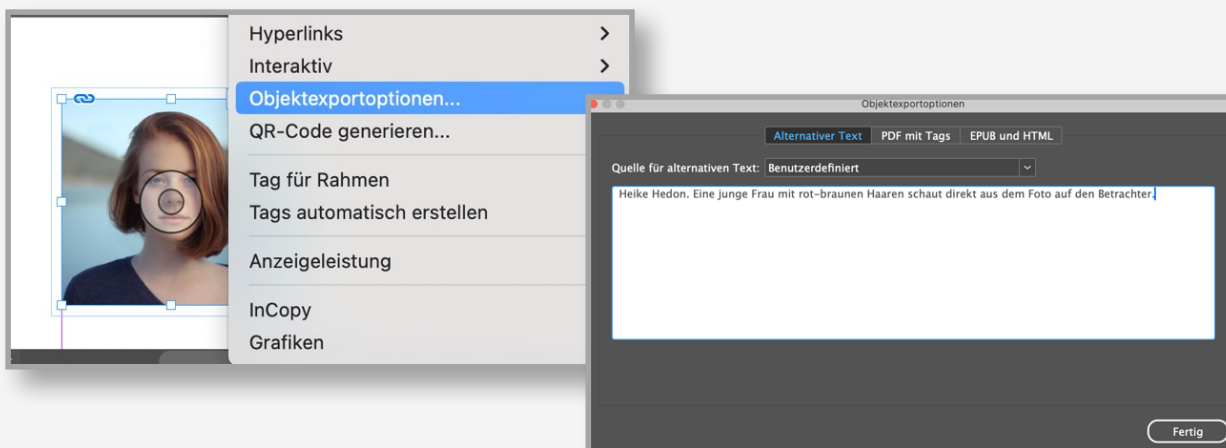 Hyperlinks
Interaktiv
Objektexportoptionen...
QR-Code generieren...
Tag für Rahmen
Tags automatisch erstellen
Anzeigeleistung
InCopy
Grafiken
Objektexportoptionen
Alternativer Text PDF mit Tags EPUB und HTML
Quelle für alternativen Text: Benutzerdefiniert
Heike Hedon. Eine junge Frau mit rot-braunen Haaren schaut direkt aus dem Foto auf den Betrachter.
Fertig